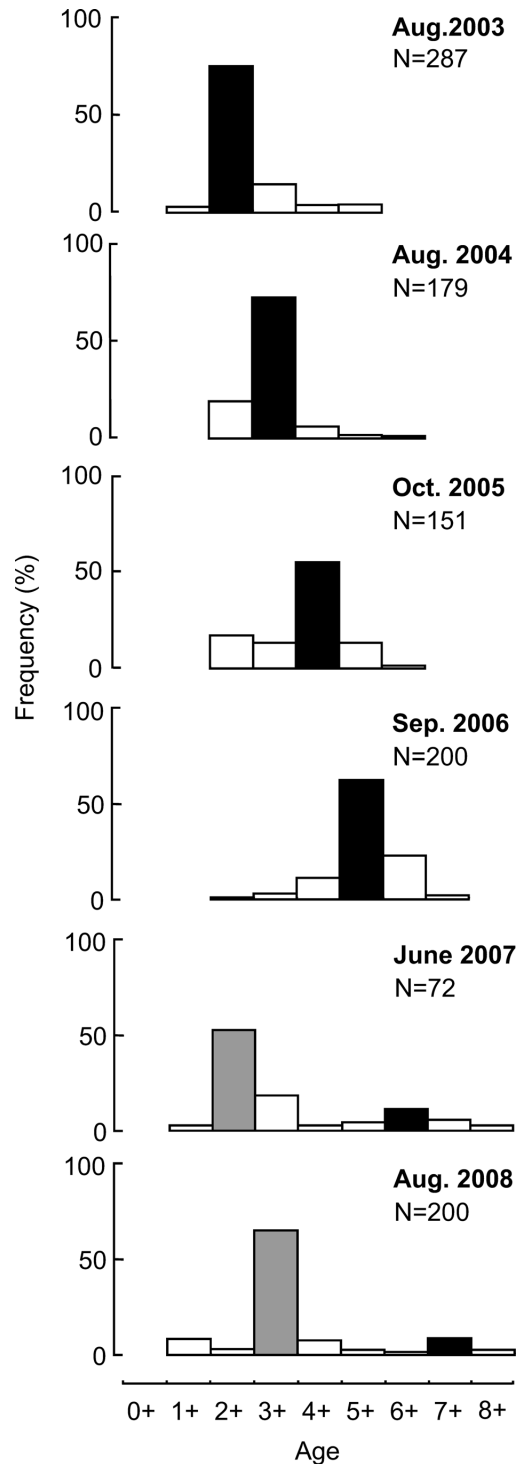 100
50
0
Aug.2003
N=287
100
50
0
Aug. 2004
N=179
100
50
0
Oct. 2005
N=151
Frequency (%)
100
50
0
Sep. 2006
N=200
100
50
0
June 2007
N=72
100
50
0
Aug. 2008
N=200
0+ 1+ 2+ 3+ 4+ 5+ 6+ 7+ 8+
Age